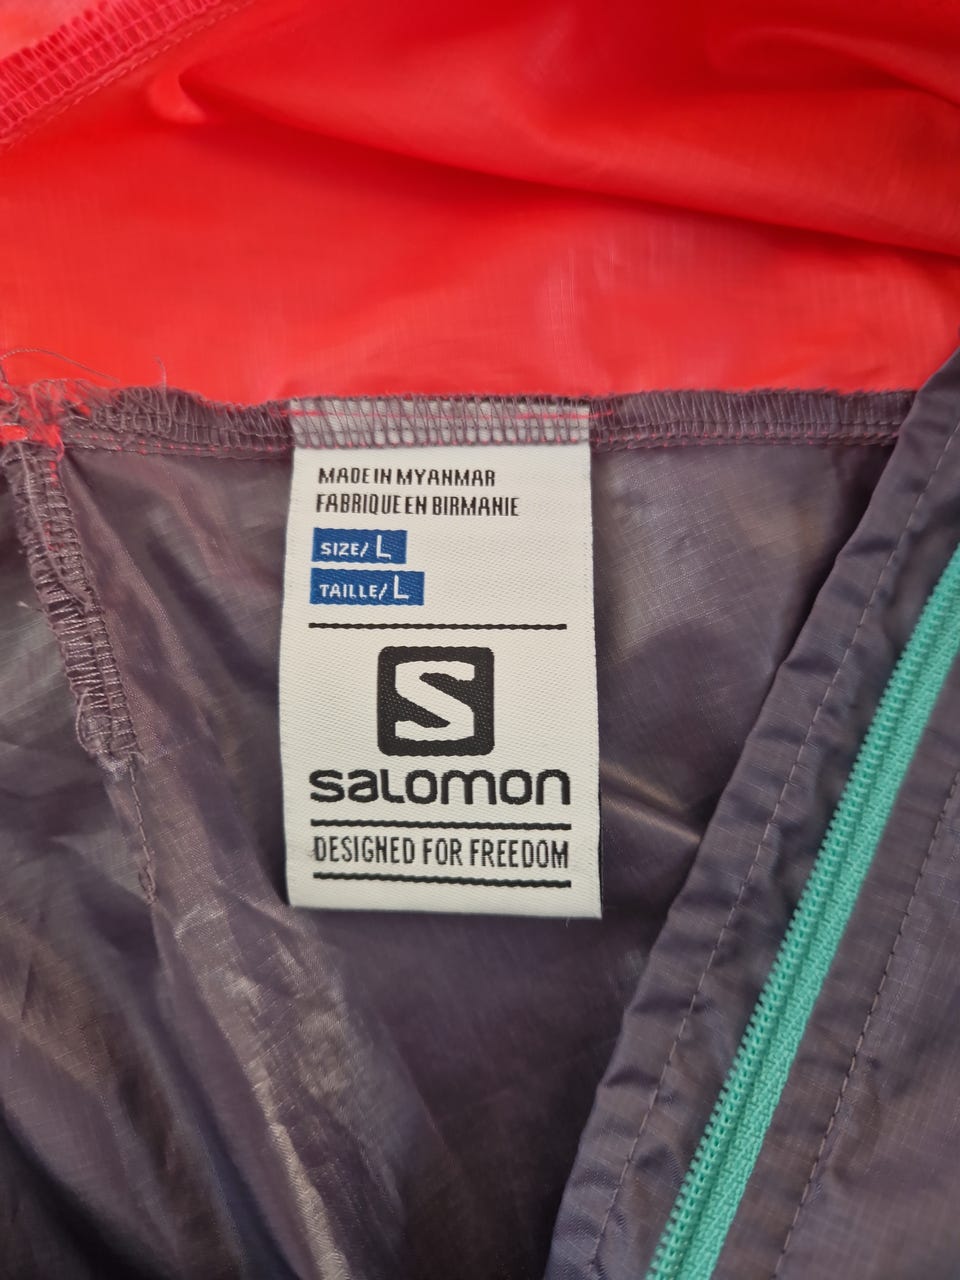 MADE IN MYANMAR
FABRIQUE EN BIRMANIE
SIZE/ L
TAILLE/ L
S
SALOMON
DESIGNED FOR FREEDOM